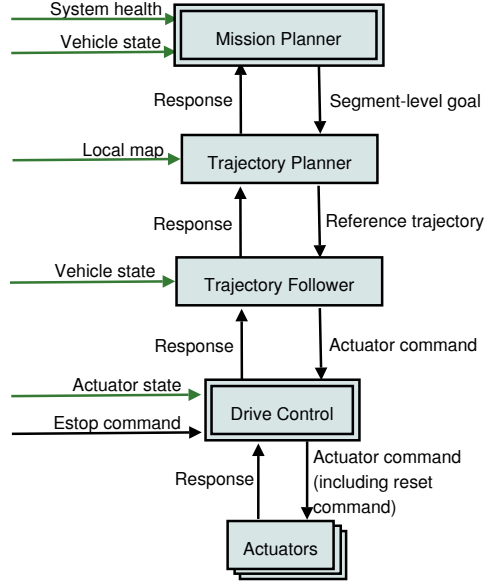 System health
Vehicle state
Mission Planner
Response
Segment-level goal
Local map
Trajectory Planner
Response
Reference trajectory
Vehicle state
Trajectory Follower
Response
Actuator command
Actuator state
Estop command
Drive Control
Response
Actuator command
(including reset
command)
Actuators